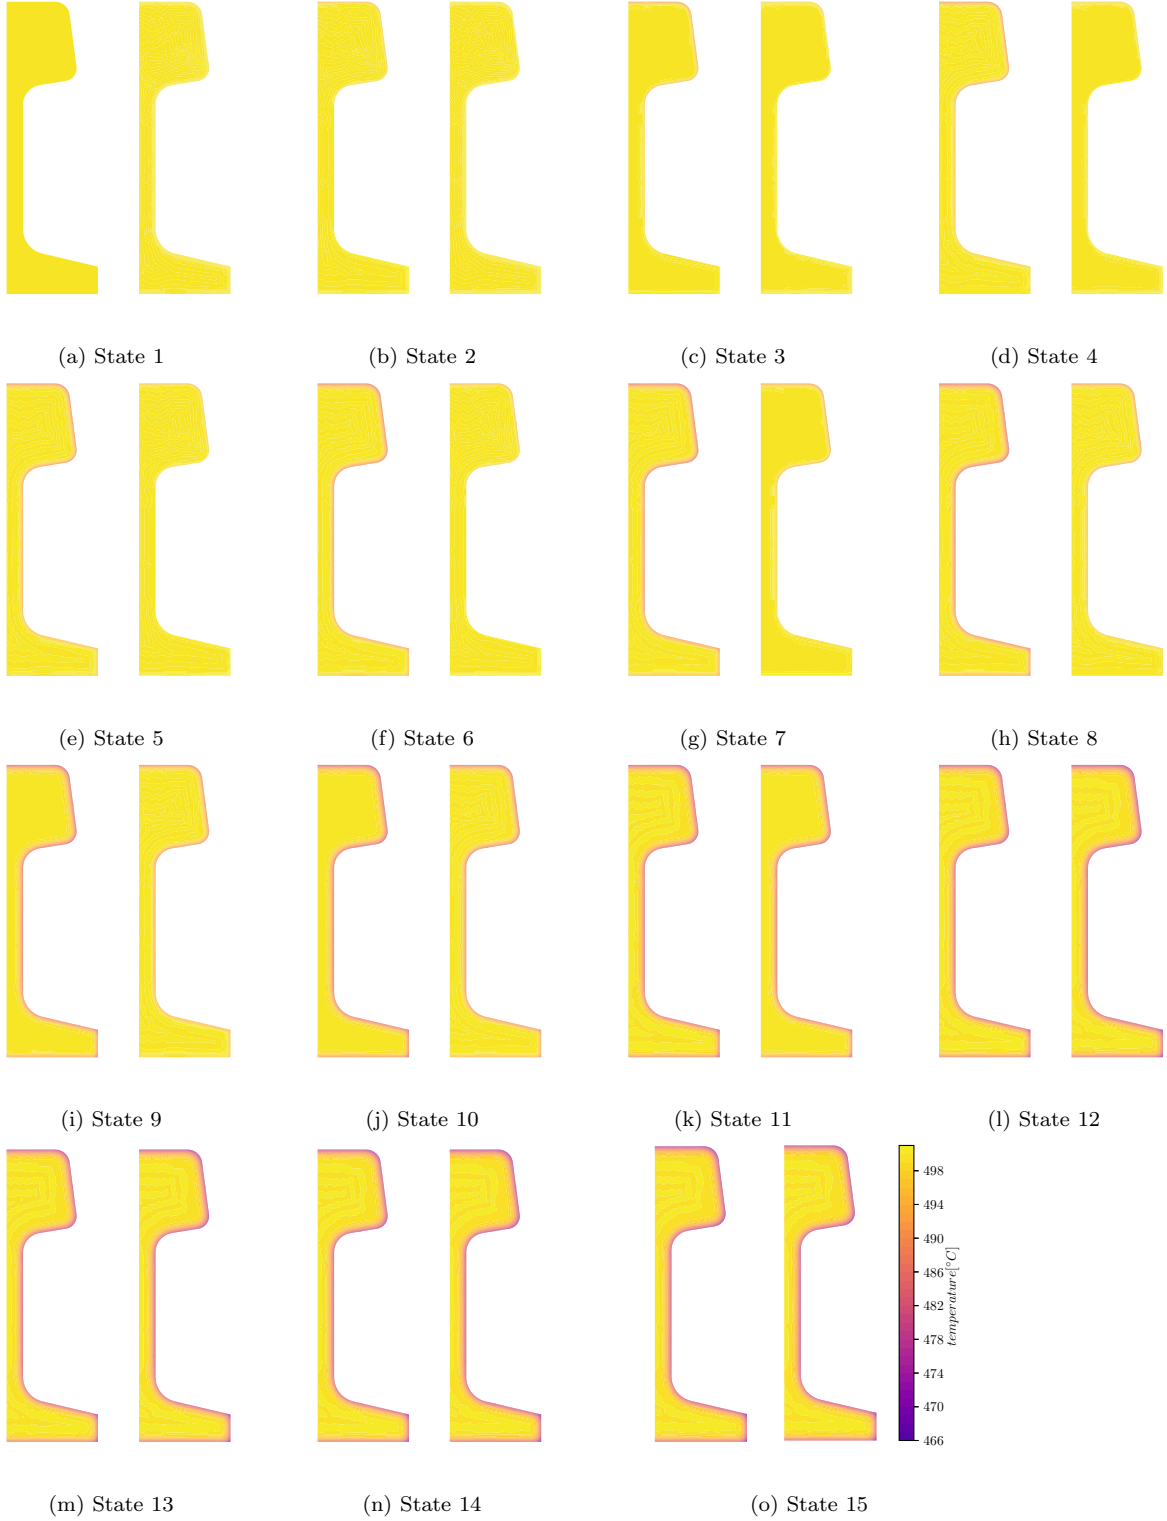 (a) State 1
(b) State 2
(c) State 3
(d) State 4
(e) State 5
(f) State 6
(g) State 7
(h) State 8
(i) State 9
(j) State 10
(k) State 11
(l) State 12
498
494
490
486
482
478
474
470
466
temperature[°C]
(m) State 13
(n) State 14
(o) State 15